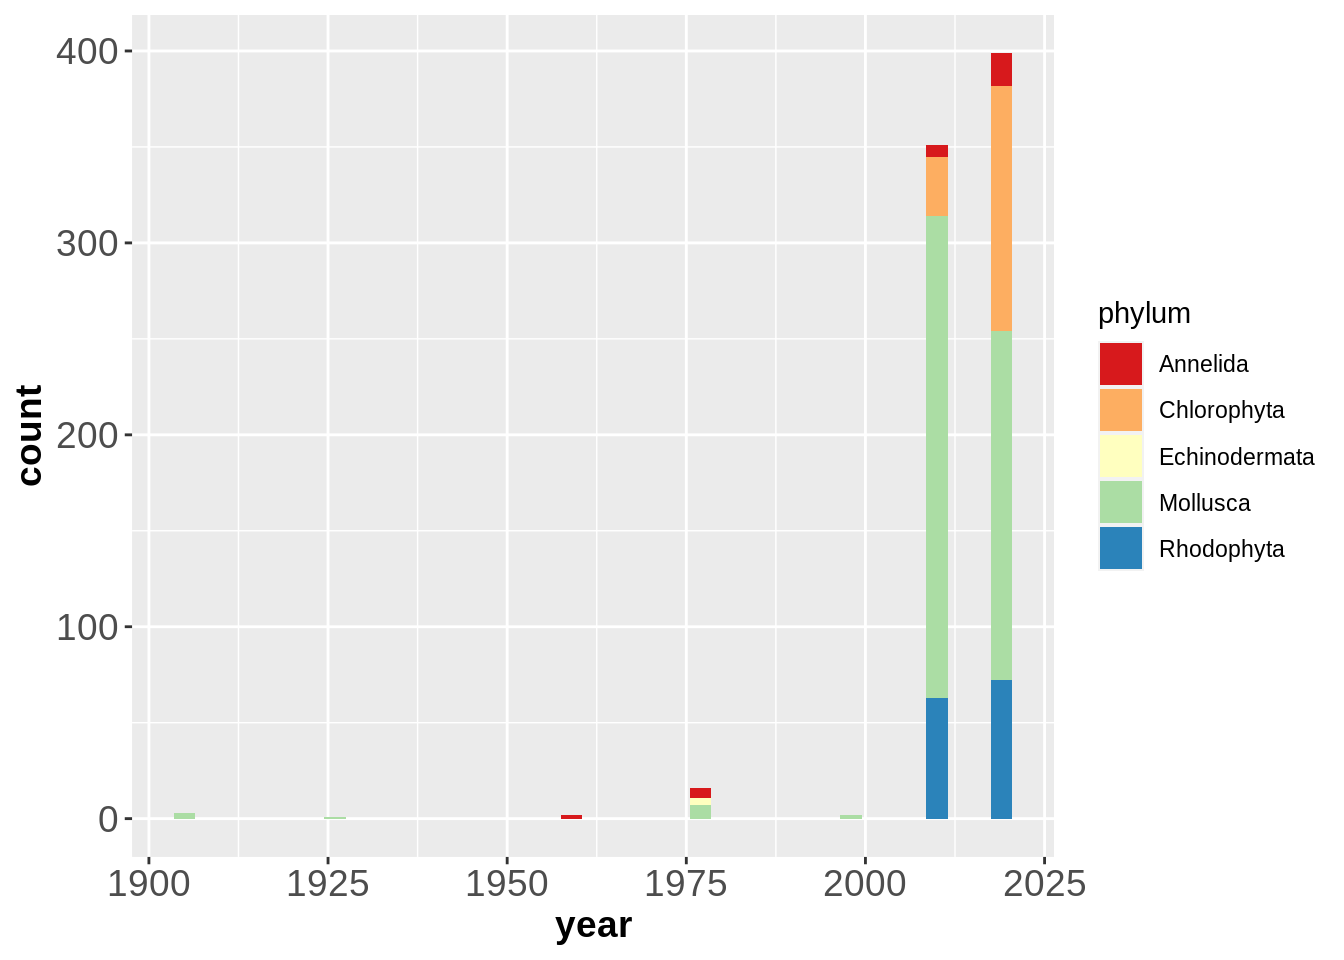 400
300
200
100
0
count
1900 1925 1950 1975 2000 2025
year
phylum
Annelida
Chlorophyta
Echinodermata
Mollusca
Rhodophyta